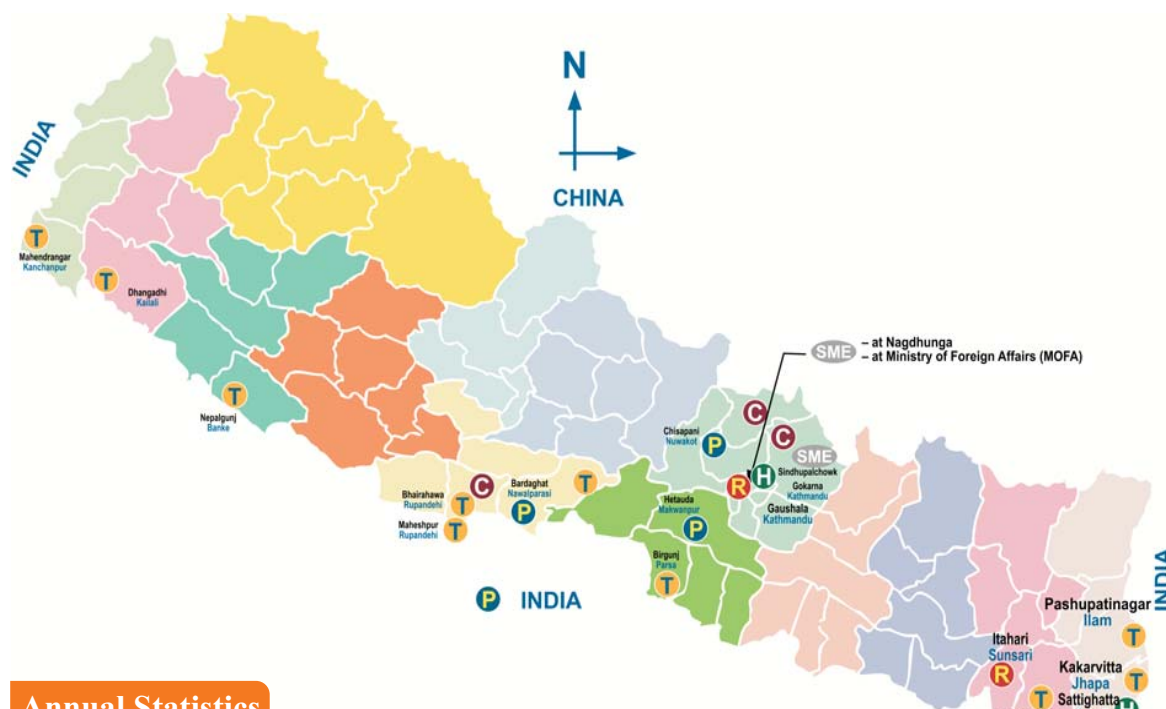 N
CHINA
INDIA
T
Mahendrangar
Kanchanpur
T
Dhangadhi
Kailali
T
Nepalgunj
Banke
SME
– at Nagdhunga
– at Ministry of Foreign Affairs (MOFA)
C
C
Chisapani
Nuwakot
P
SME
Sindhupalchowk
H
R
Gokarna
Kathmandu
Gaushala
Kathmandu
C
Bhairahawa
Rupandehi
T
Maheshpur
Rupandehi
T
Bardaghat
Nawalparasi
P
T
Hetauda
Makwanpur
P
Birgunj
Parsa
T
P
INDIA
INDIA
Pashupatinagar
Ilam
T
Itahari
Sunsari
R
T
Kakarvitta
Jhapa
T
Sattighatta
H
Annual Statistics